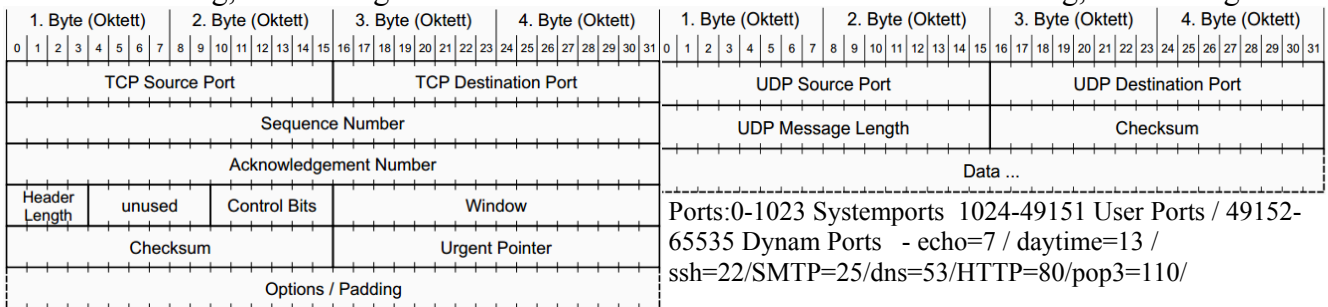 1. Byte (Oktett) 2. Byte (Oktett) 3. Byte (Oktett) 4. Byte (Oktett)
0 1 2 3 4 5 6 7 8 9 10 11 12 13 14 15 16 17 18 19 20 21 22 23 24 25 26 27 28 29 30 31
TCP Source Port TCP Destination Port
Sequence Number
Acknowledgement Number
Header Length unused Control Bits Window
Checksum Urgent Pointer
Options / Padding
1. Byte (Oktett) 2. Byte (Oktett) 3. Byte (Oktett) 4. Byte (Oktett)
0 1 2 3 4 5 6 7 8 9 10 11 12 13 14 15 16 17 18 19 20 21 22 23 24 25 26 27 28 29 30 31
UDP Source Port UDP Destination Port
UDP Message Length Checksum
Data ...
Ports:0-1023 Systemports 1024-49151 User Ports / 49152-
65535 Dynam Ports - echo=7 / daytime=13 /
ssh=22/SMTP=25/dns=53/HTTP=80/pop3=110/